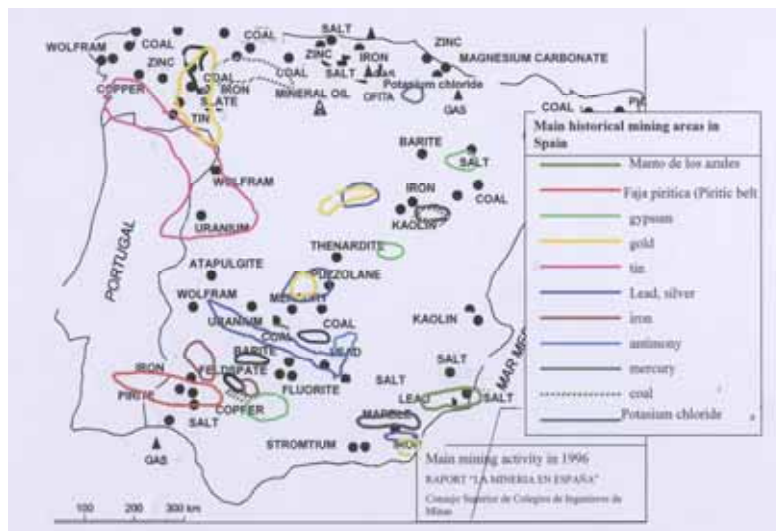 SALT
COAL
COAL
WOLFRAM
ZINC
IRON
ZINC
MAGNESIUM CARBONATE
ZINC
COAL
SALT
COPPER
COAL
IRON
Potasium chloride
SLATE
MINERAL OIL
OFITA
GAS
COAL
TIN
BARITE
SALT
WOLFRAM
IRON
COAL
KAOLIN
URANIUM
THENARDITE
PORTUGAL
ATAPULGITE
PUZZOLANE
WOLFRAM
MERCURY
URANIUM
COAL
COAL
KAOLIN
LEAD
BARITE
IRON
FELDSPATE
SALT
FLUORITE
SALT
PIRITE
LEAD
SALT
COPPER
SALT
MARBLE
IRON
STROMTIUM
GAS
MAR
100 200 300 km
Main historical mining areas in
Spain
Manto de los azules
Faja piritica (Piritic belt
gypsum
gold
tin
Lead, silver
iron
antimony
mercury
coal
Potasium chloride
Main mining activity in 1996
RAPORT "LA MINERIA EN ESPAÑA"
Consejo Superior de Colegios de Ingenieros de
Minas